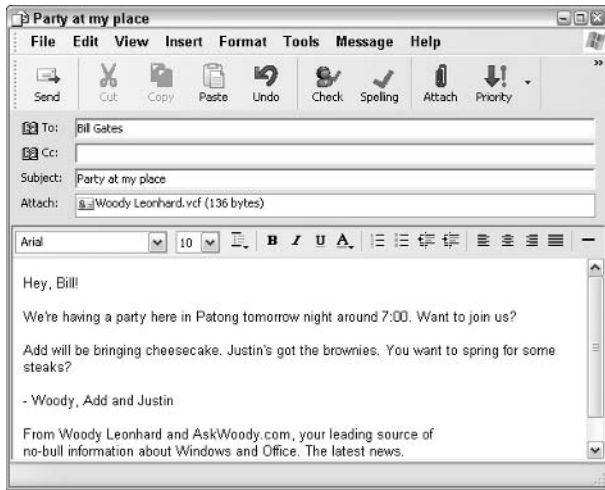 Party at my place
File Edit View Insert Format Tools Message Help
Send Cut Copy Paste Undo Check Spelling Attach Priority
To: Bill Gates
Cc:
Subject: Party at my place
Attach: Woody Leonhard.vcf (136 bytes)
Arial 10 B I U A
Hey, Bill!
We're having a party here in Patong tomorrow night around 7:00. Want to join us?
Add will be bringing cheesecake. Justin's got the brownies. You want to spring for some
steaks?
- Woody, Add and Justin
From Woody Leonhard and AskWoody.com, your leading source of
no-bull information about Windows and Office. The latest news.